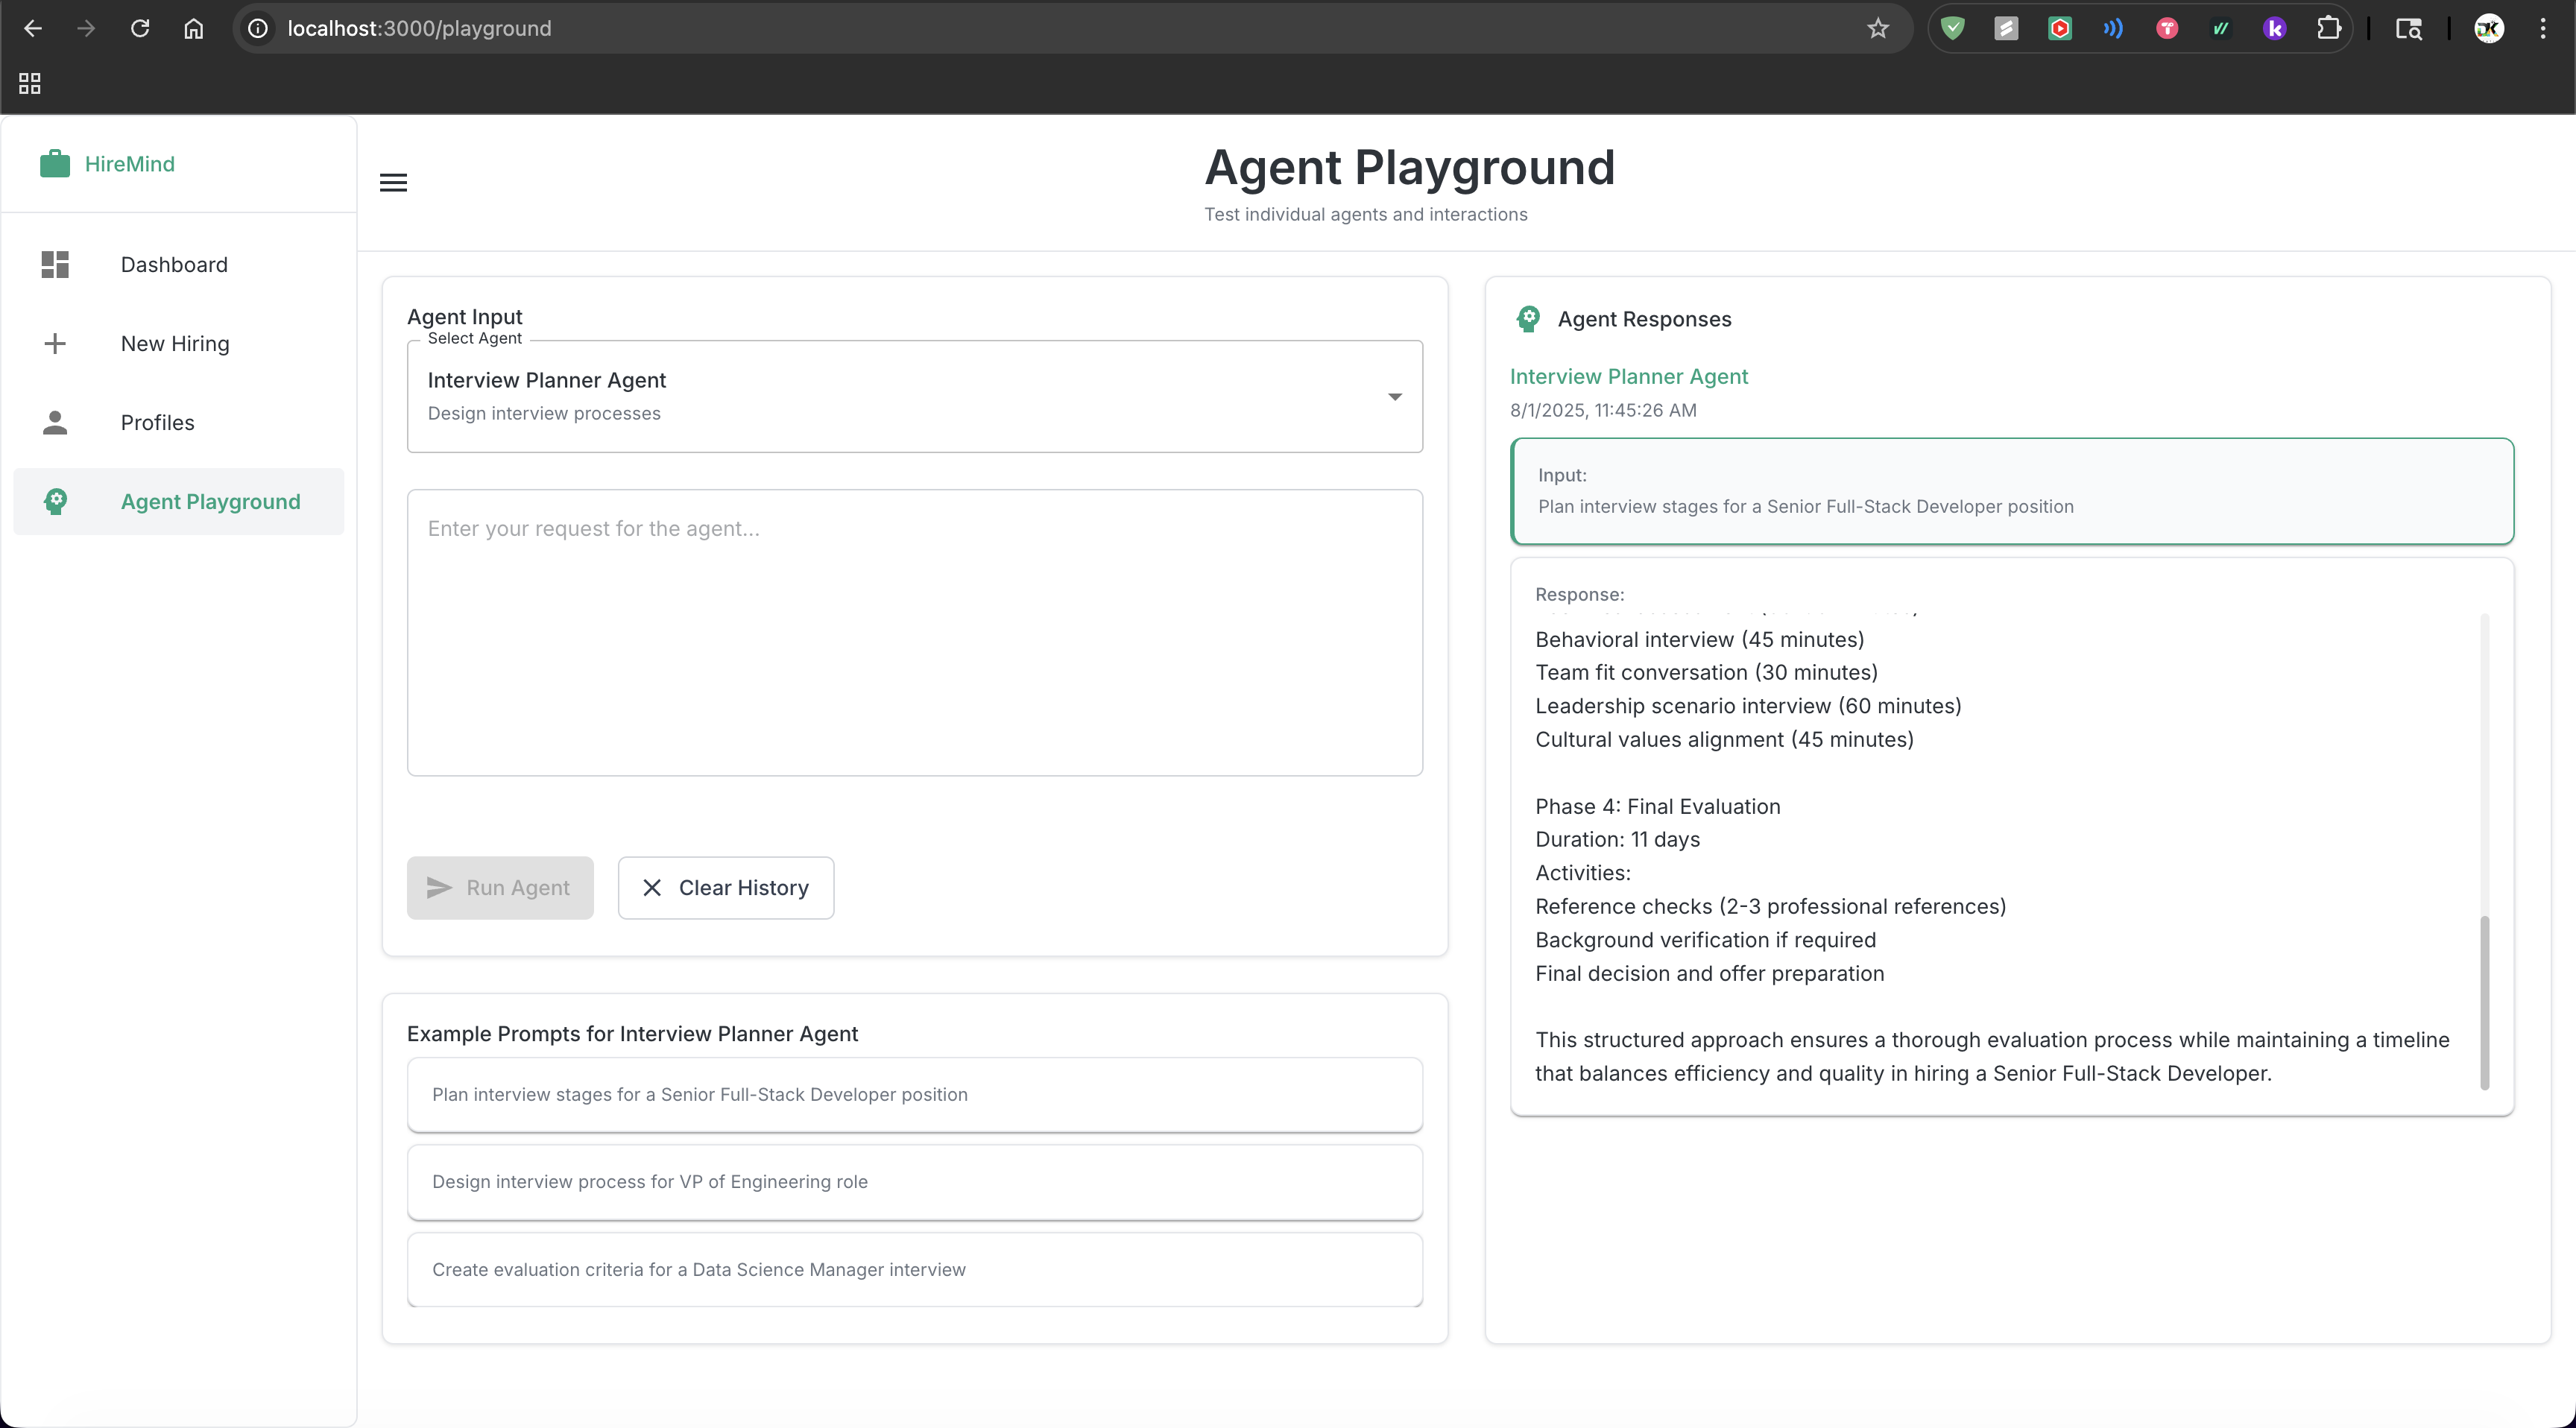 localhost:3000/playground
HireMind
Dashboard
New Hiring
Profiles
Agent Playground
Agent Playground
Test individual agents and interactions
Agent Input
Select Agent
Interview Planner Agent
Design interview processes
Enter your request for the agent...
Run Agent
Clear History
Example Prompts for Interview Planner Agent
Plan interview stages for a Senior Full-Stack Developer position
Design interview process for VP of Engineering role
Create evaluation criteria for a Data Science Manager interview
Agent Responses
Interview Planner Agent
8/1/2025, 11:45:26 AM
Input:
Plan interview stages for a Senior Full-Stack Developer position
Response:
Behavioral interview (45 minutes)
Team fit conversation (30 minutes)
Leadership scenario interview (60 minutes)
Cultural values alignment (45 minutes)
Phase 4: Final Evaluation
Duration: 11 days
Activities:
Reference checks (2-3 professional references)
Background verification if required
Final decision and offer preparation
This structured approach ensures a thorough evaluation process while maintaining a timeline
that balances efficiency and quality in hiring a Senior Full-Stack Developer.